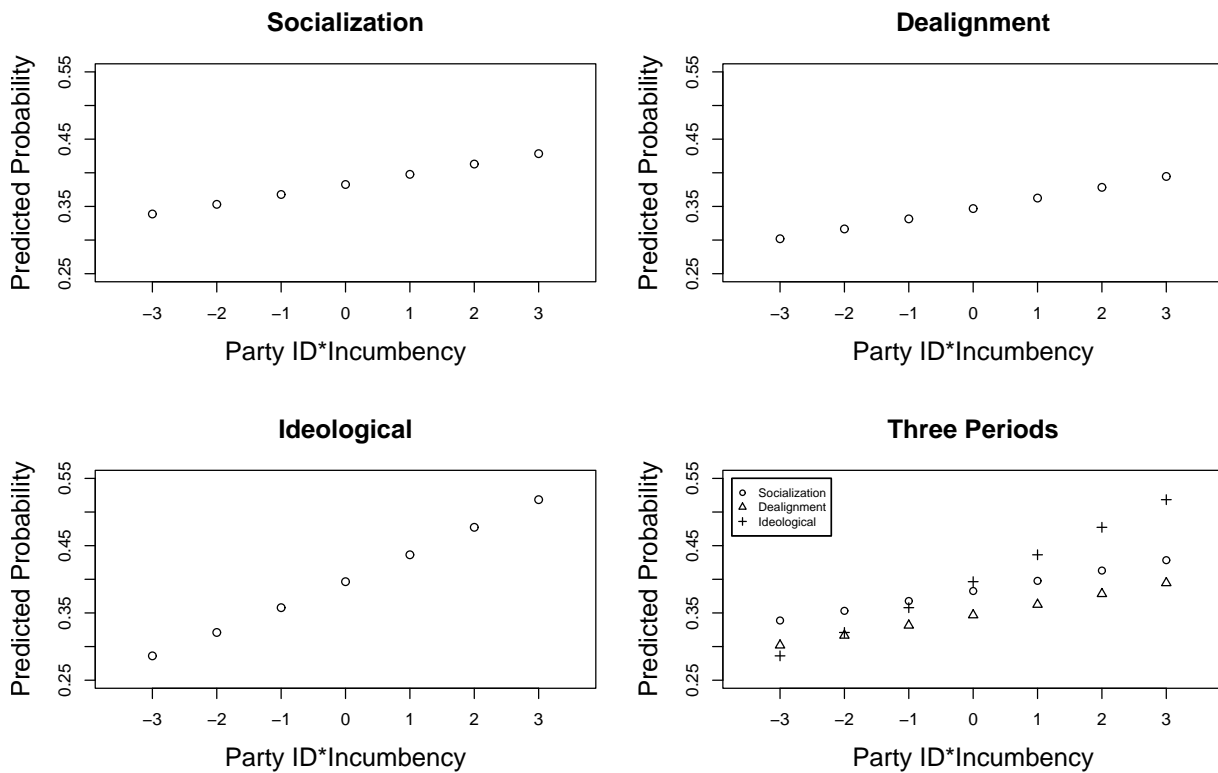 Socialization
Predicted Probability
0.25 0.35 0.45 0.55
−3 −2 −1 0 1 2 3
Party ID*Incumbency
Dealignment
Predicted Probability
0.25 0.35 0.45 0.55
−3 −2 −1 0 1 2 3
Party ID*Incumbency
Ideological
Predicted Probability
0.25 0.35 0.45 0.55
−3 −2 −1 0 1 2 3
Party ID*Incumbency
Three Periods
Predicted Probability
0.25 0.35 0.45 0.55
Socialization
Dealignment
Ideological
−3 −2 −1 0 1 2 3
Party ID*Incumbency